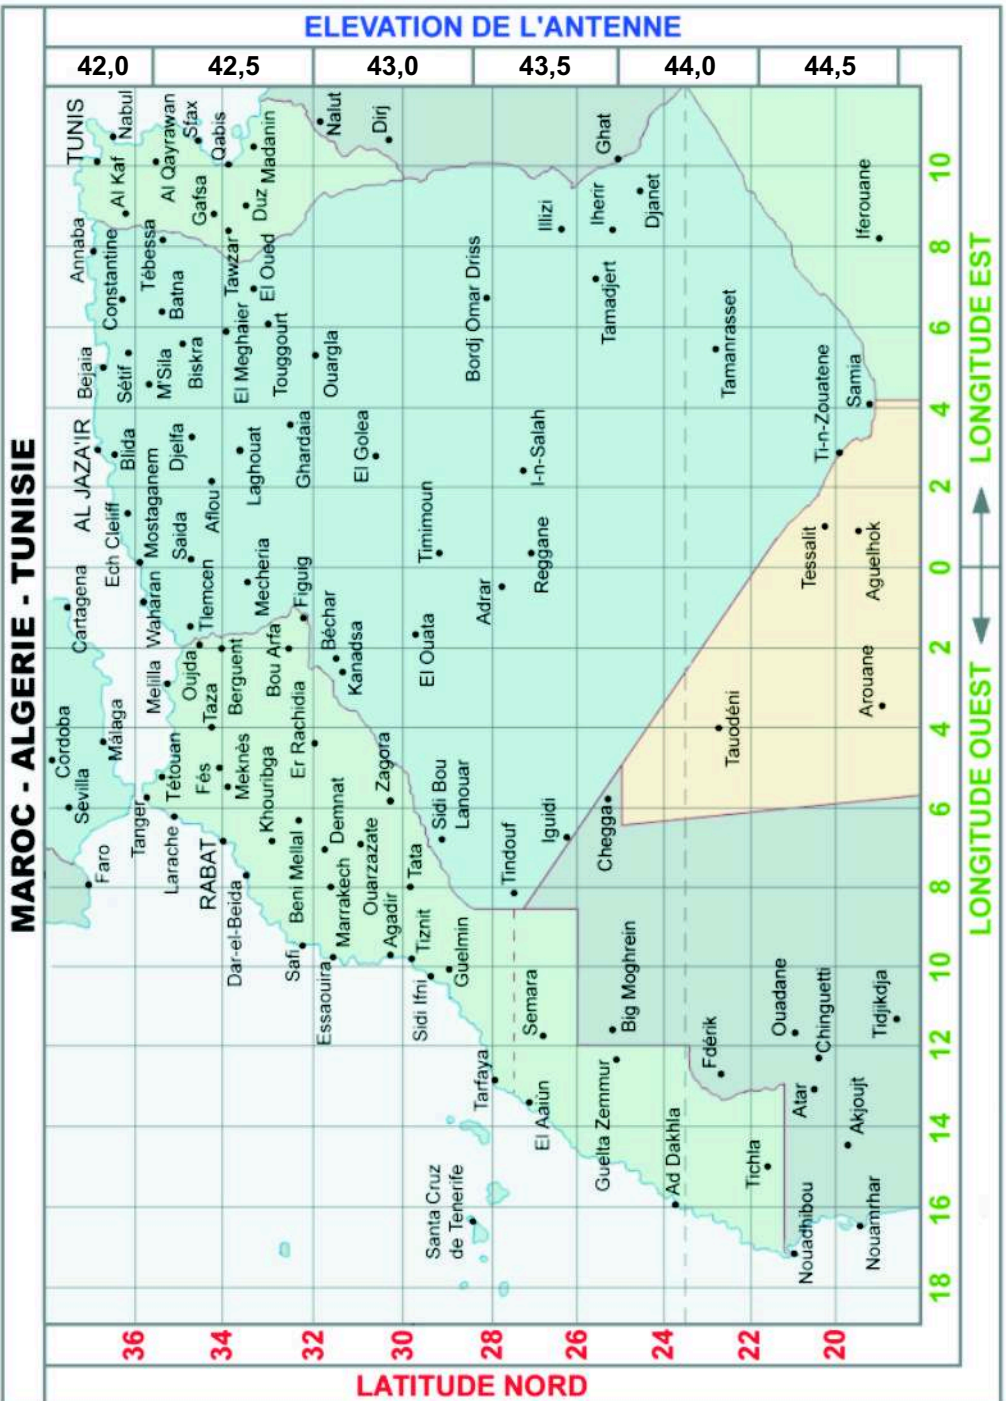 MAROC - ALGERIE - TUNISIE
ELEVATION DE L'ANTENNE
42,0
42,5
43,0
43,5
44,0
44,5
TUNIS
Nabul
Al Kaf
Al Qayrawan
Sfax
Gafsa
Qabis
Madanin
Duz
Tawzar
Nalut
Dirj
Ghat
Annaba
Constantine
Tébessa
Batna
El Oued
El Meghaier
Touggourt
Ouargla
Bejaia
Sétif
M'Sila
Biskra
Bordj Omar Driss
Illizi
Iherir
Djanet
Tamadjert
Tamanrasset
Iferouane
Ti-n-Zouatene
Samia
AL JAZA'IR
Blida
Ech Cleliff
Mostaganem
Djelfa
Saida
Aflou
Laghouat
Ghardaia
El Golea
Timimoun
I-n-Salah
Reggane
Adrar
Tessalit
Aguelhok
Cartagena
Waharan
Tlemcen
Mecheria
Figuig
Béchar
Kanadsa
El Ouata
Melilla
Oujda
Taza
Berguent
Bou Arfa
Er Rachidia
Cordoba
Sevilla
Málaga
Faro
Tanger
Tétouan
Larache
Fés
Meknès
Khouribga
RABAT
Dar-el-Beida
Beni Mellal
Demnat
Marrakech
Ouarzazate
Zagora
Tata
Agadir
Tiznit
Safi
Essaouira
Sidi Ifni
Guelmin
Sidi Bou
Lanouar
Tindouf
Iguidi
Chegga
Tauodéni
Arouane
Semara
Big Moghrein
Tarfaya
El Aaiùn
Guelta Zemmur
Fdérik
Ouadane
Chinguetti
Tidjikdja
Atar
Akjoujt
Ad Dakhla
Tichla
Nouadhibou
Nouamrhar
Santa Cruz
de Tenerife
10
8
6
4
2
0
2
4
6
8
10
12
14
16
18
LONGITUDE EST
LONGITUDE OUEST
36
34
32
30
28
26
24
22
20
LATITUDE NORD